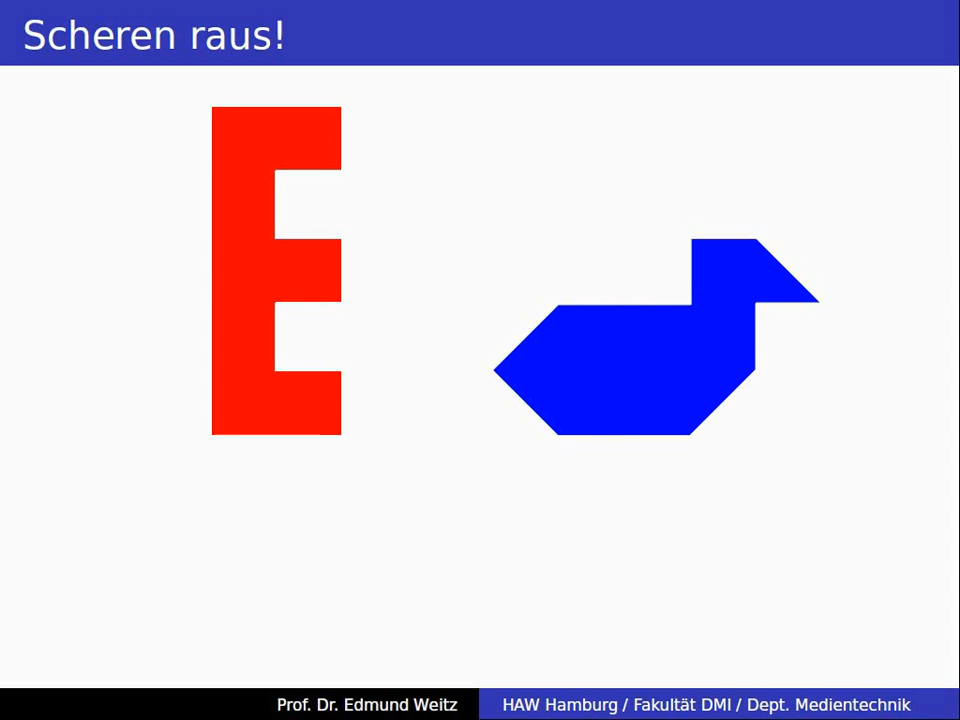 Scheren raus!
Prof. Dr. Edmund Weitz
HAW Hamburg / Fakultät DMI / Dept. Medientechnik